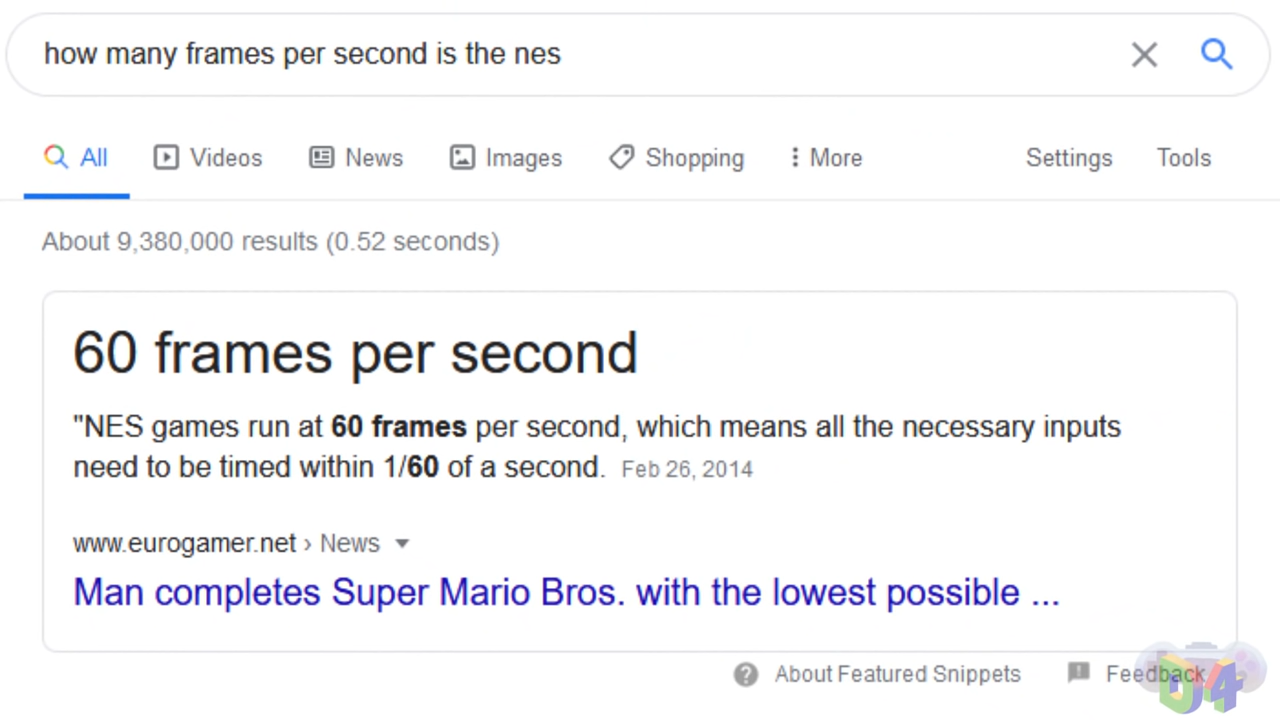 how many frames per second is the nes
All Videos News Images Shopping More Settings Tools
About 9,380,000 results (0.52 seconds)
60 frames per second
"NES games run at 60 frames per second, which means all the necessary inputs
need to be timed within 1/60 of a second. Feb 26, 2014
www.eurogamer.net › News
Man completes Super Mario Bros. with the lowest possible ...
About Featured Snippets Feedback
D4